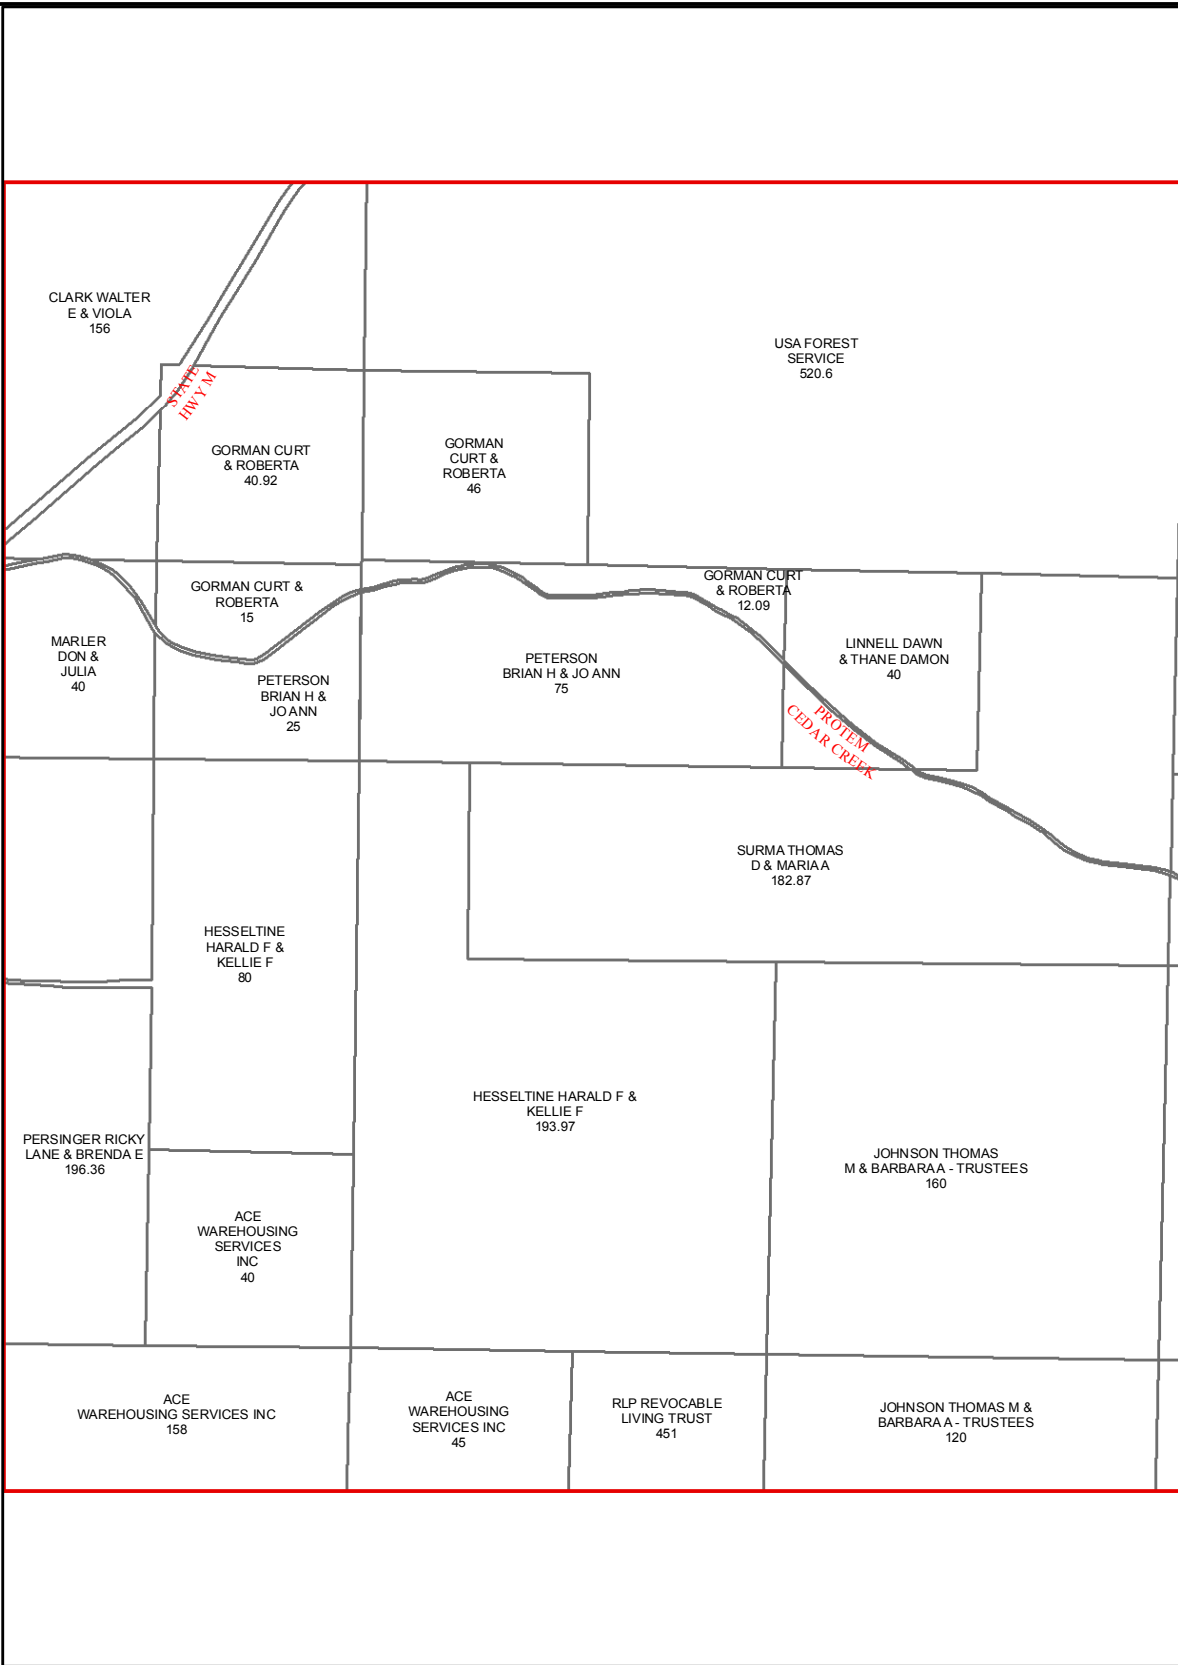 CLARK WALTER
E & VIOLA
156
USA FOREST
SERVICE
520.6
STATE
HWY M
GORMAN CURT
& ROBERTA
40.92
GORMAN
CURT &
ROBERTA
46
GORMAN CURT &
ROBERTA
15
GORMAN CURT
& ROBERTA
12.09
MARLER
DON &
JULIA
40
PETERSON
BRIAN H &
JO ANN
25
PETERSON
BRIAN H & JO ANN
75
LINNELL DAWN
& THANE DAMON
40
PROTEM
CEDAR CREEK
SURMA THOMAS
D & MARIA A
182.87
HESSELTINE
HARALD F &
KELLIE F
80
HESSELTINE HARALD F &
KELLIE F
193.97
PERSINGER RICKY
LANE & BRENDA E
196.36
JOHNSON THOMAS
M & BARBARA A - TRUSTEES
160
ACE
WAREHOUSING
SERVICES
INC
40
ACE
WAREHOUSING SERVICES INC
158
ACE
WAREHOUSING
SERVICES INC
45
RLP REVOCABLE
LIVING TRUST
451
JOHNSON THOMAS M &
BARBARA A - TRUSTEES
120